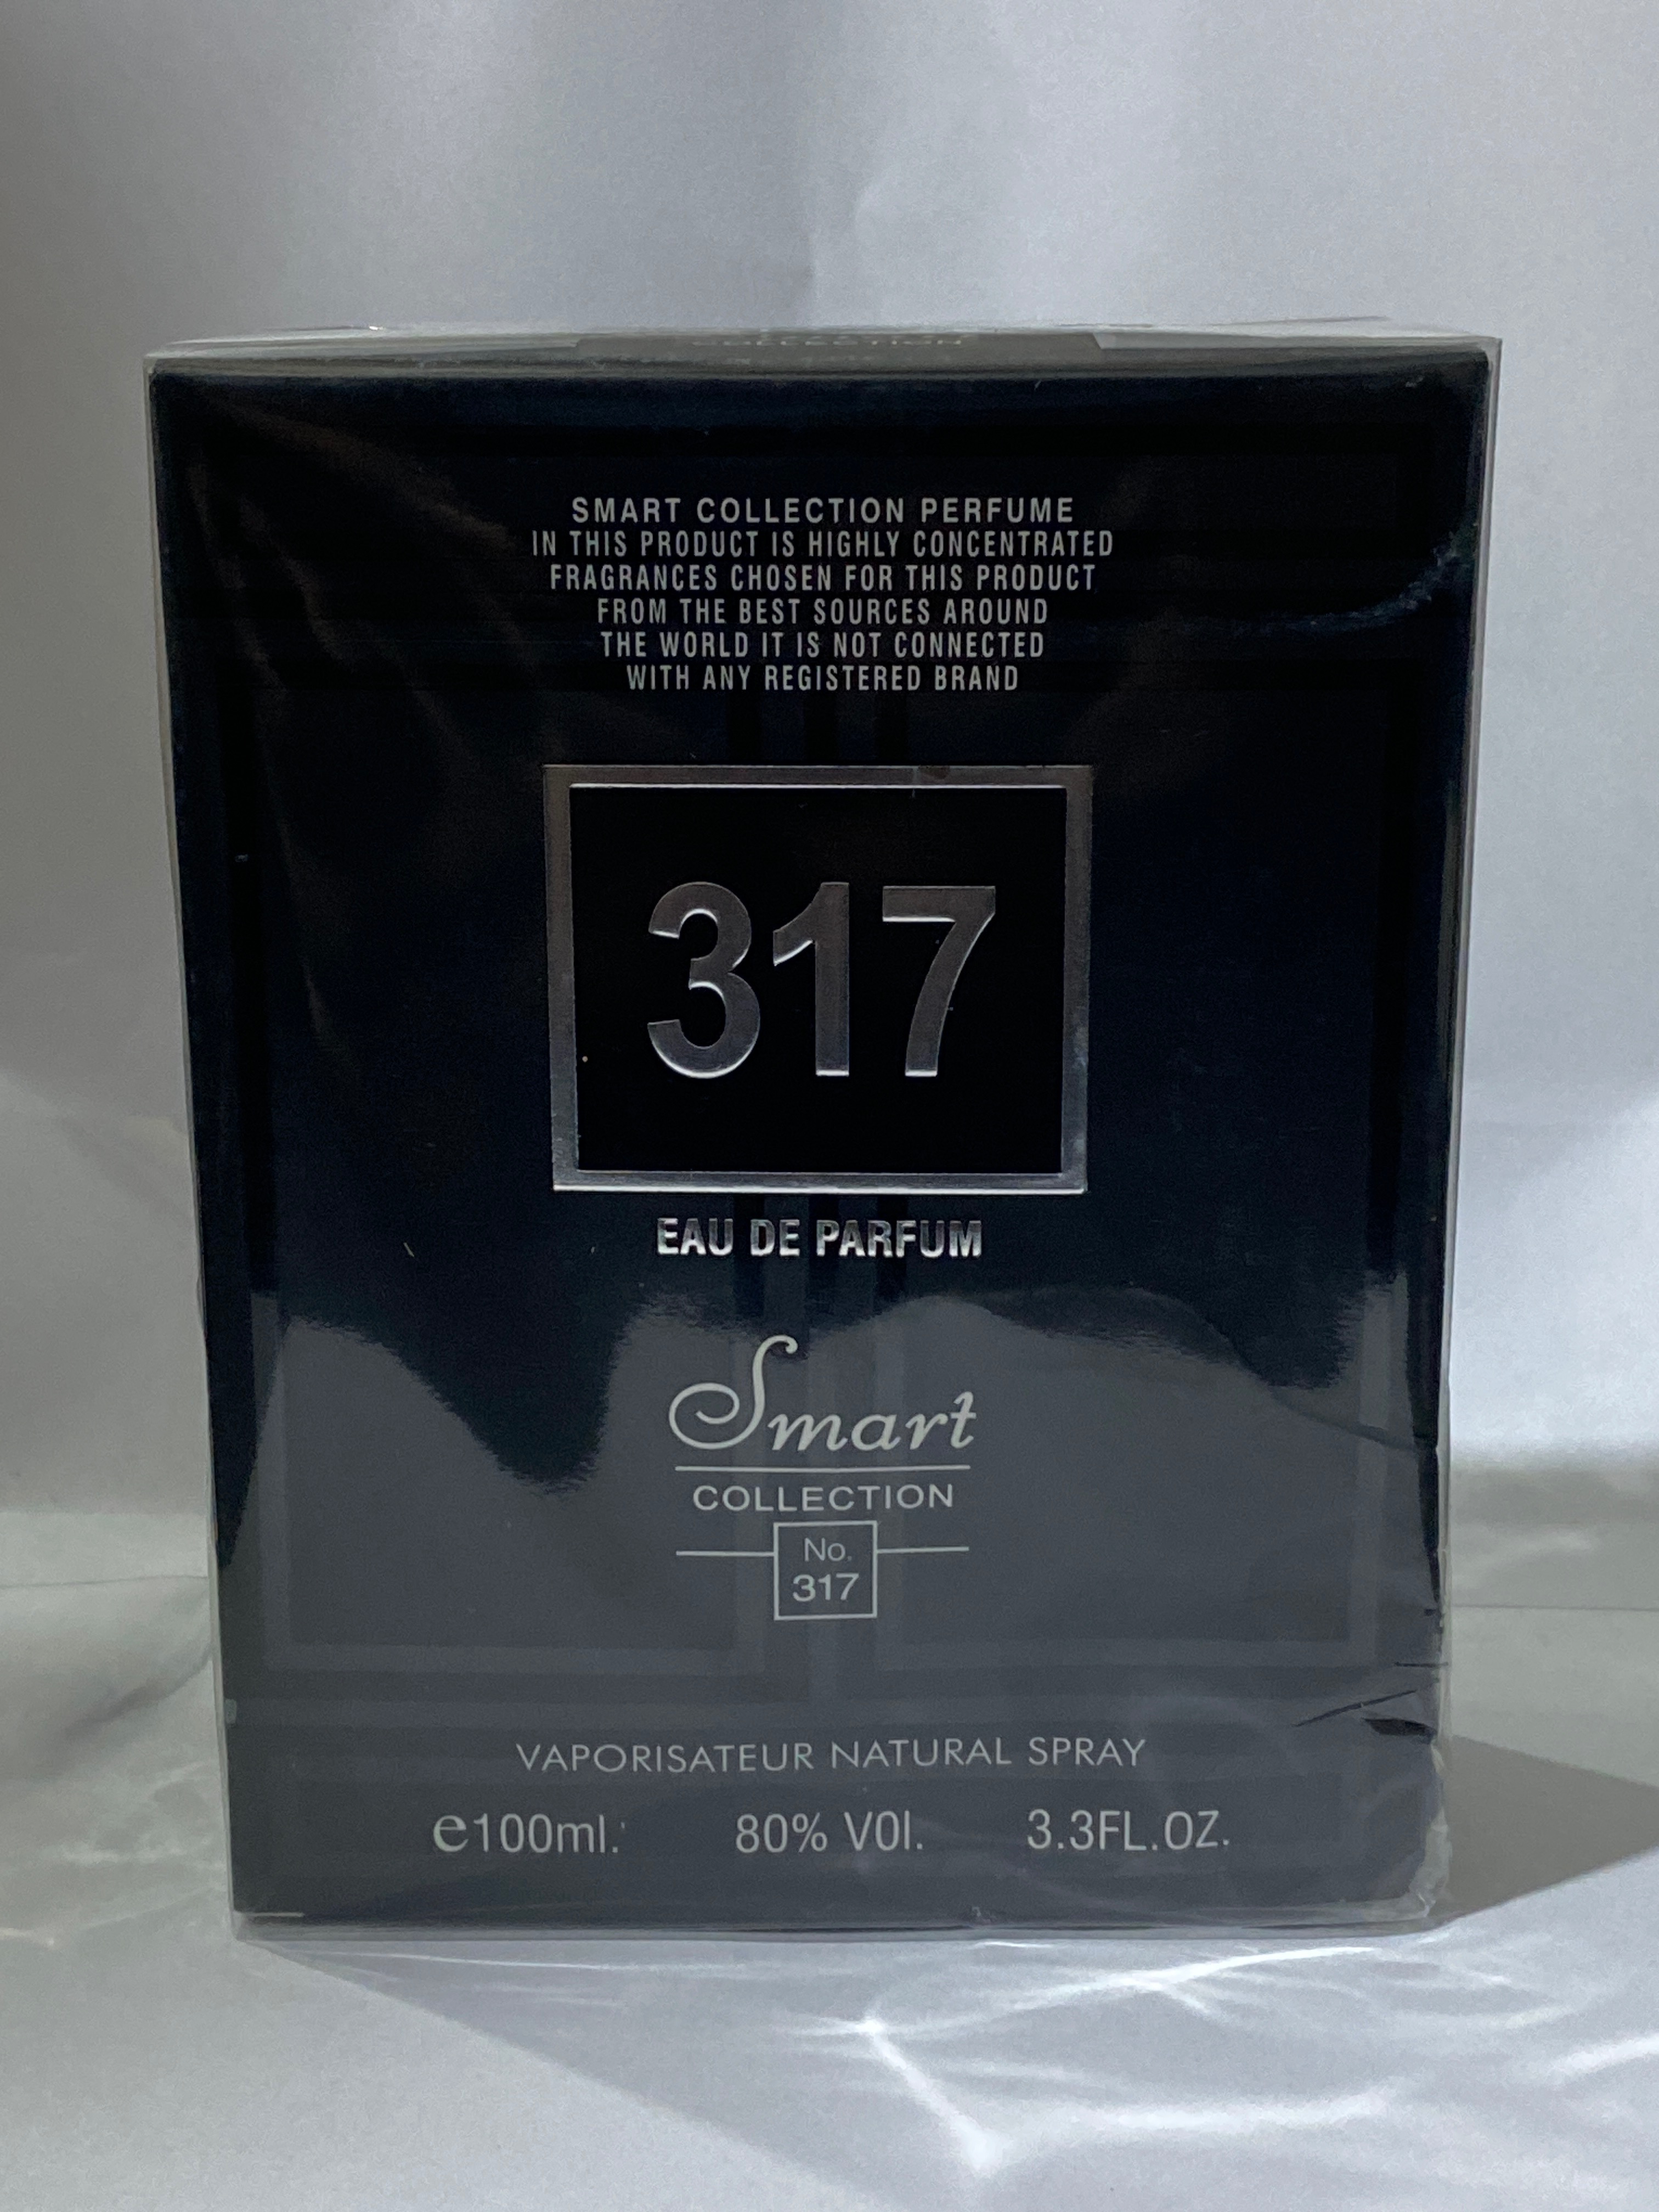 COLLECTION
SMART COLLECTION PERFUME
IN THIS PRODUCT IS HIGHLY CONCENTRATED
FRAGRANCES CHOSEN FOR THIS PRODUCT
FROM THE BEST SOURCES AROUND
THE WORLD IT IS NOT CONNECTED
WITH ANY REGISTERED BRAND
317
EAU DE PARFUM
Smart
COLLECTION
No.
317
VAPORISATEUR NATURAL SPRAY
e100ml. 80% VOl. 3.3FL.OZ.